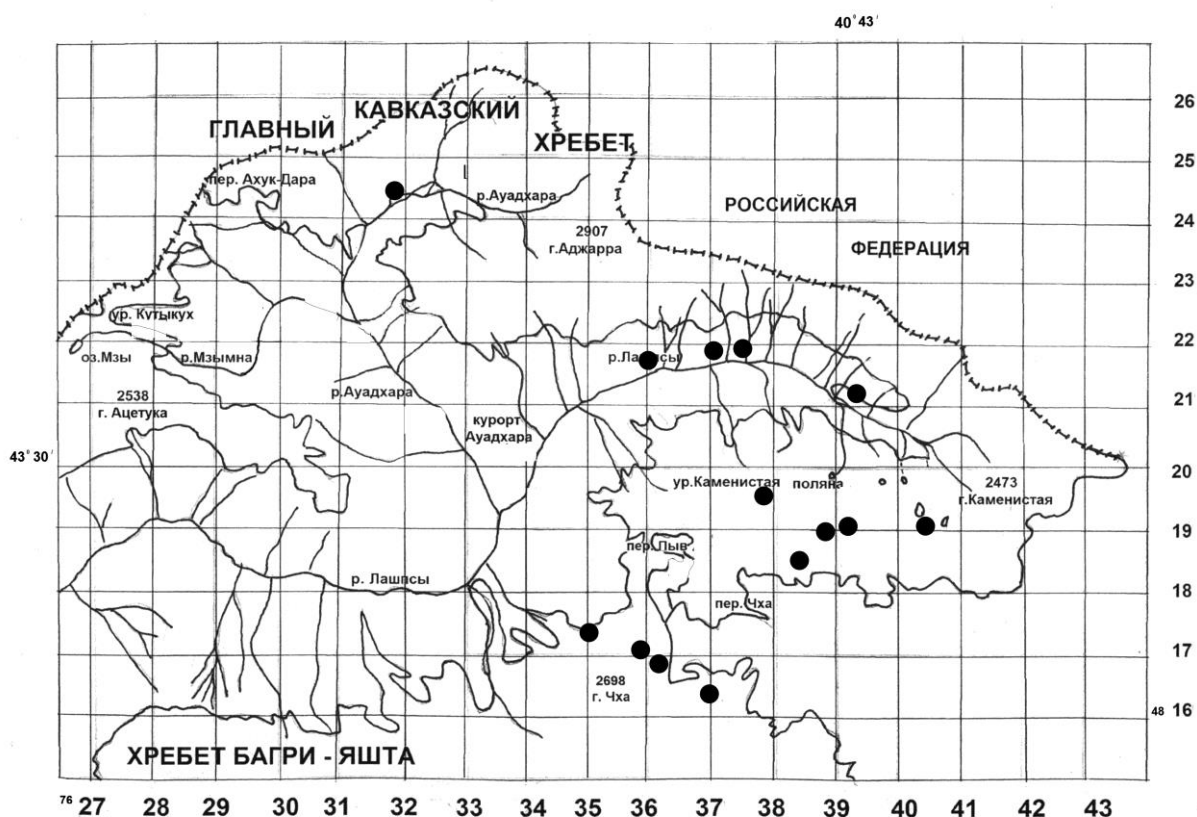 40°43'
26
КАВКАЗСКИЙ
ГЛАВНЫЙ
ХРЕБЕТ
25
пер. Ахук-Дара
р.Ауадхара
РОССИЙСКАЯ
24
2907
г.Аджарра
ФЕДЕРАЦИЯ
23
ур. Кутыкух
22
оз.Мзы
р.Мзымна
р.Лашпсы
2538
г. Ацетука
р.Ауадхара
21
курорт
Ауадхара
43°30'
20
ур.Каменистая поляна
2473
г.Каменистая
19
пер. Пыв
р. Лашпсы
пер.Чха
18
17
2698
г. Чха
48 16
ХРЕБЕТ БАГРИ - ЯШТА
76 27 28 29 30 31 32 33 34 35 36 37 38 39 40 41 42 43